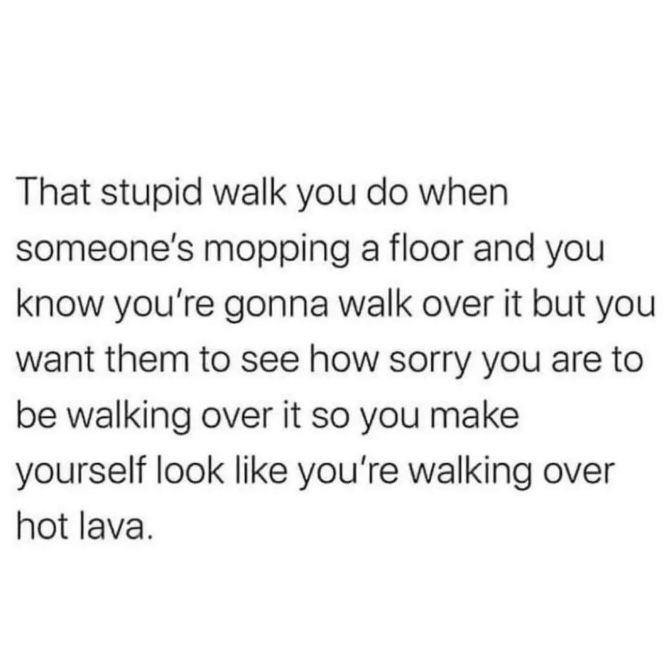 That stupid walk you do when
someone's mopping a floor and you
know you're gonna walk over it but you
want them to see how sorry you are to
be walking over it so you make
yourself look like you're walking over
hot lava.